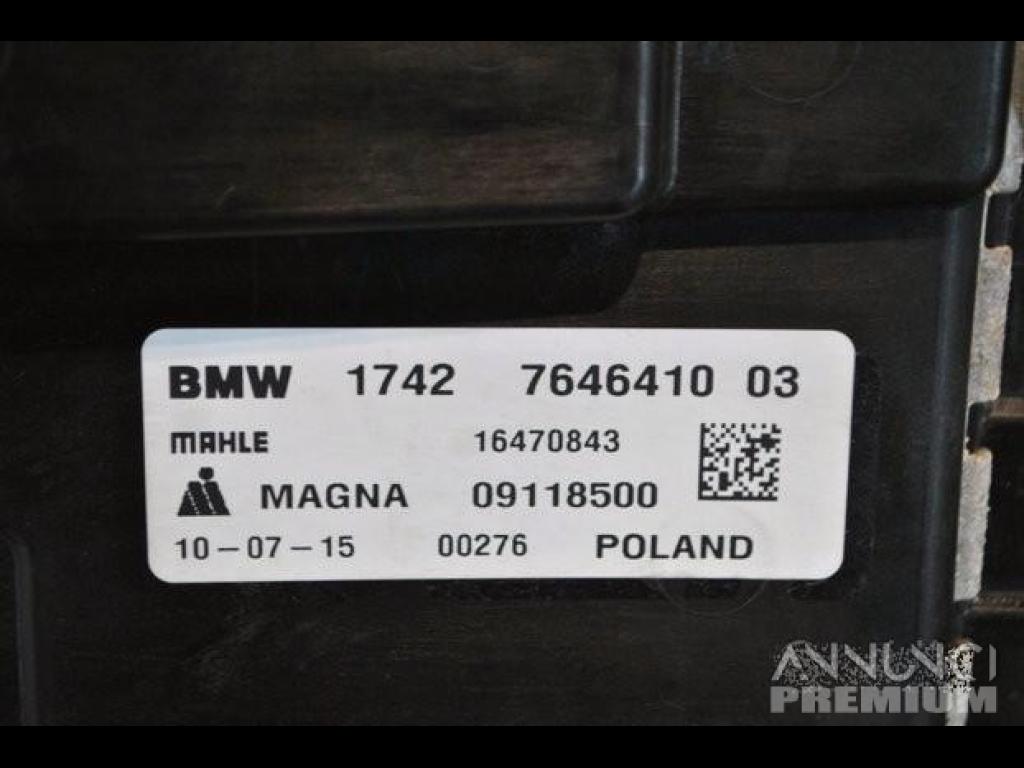 BMW 1742 7646410 03
MAHLE 16470843
MAGNA 09118500
10-07-15 00276 POLAND
ANNUNCI
PREMIUM